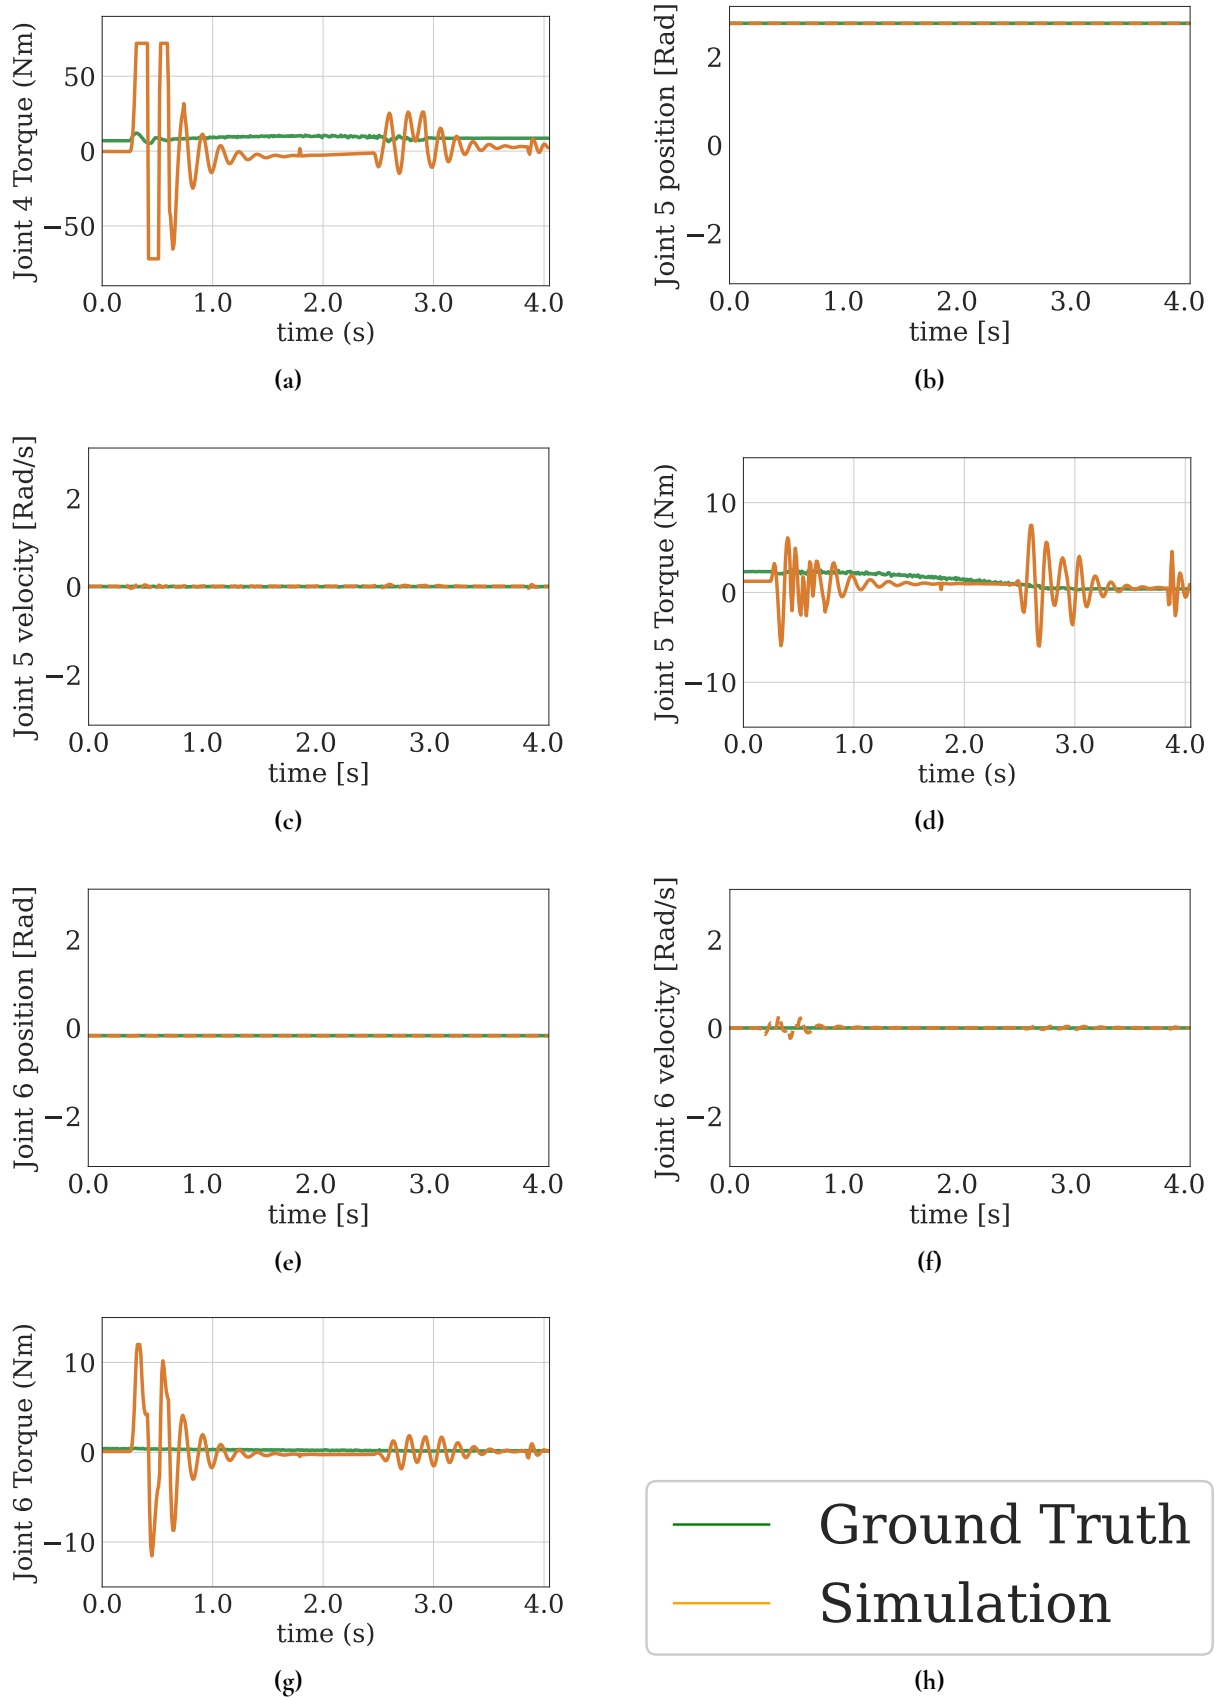 Joint 4 Torque (Nm)
50
0
−50
0.0 1.0 2.0 3.0 4.0
time (s)
(a)
Joint 5 position [Rad]
2
0
−2
0.0 1.0 2.0 3.0 4.0
time [s]
(b)
Joint 5 velocity [Rad/s]
2
0
−2
0.0 1.0 2.0 3.0 4.0
time [s]
(c)
Joint 5 Torque (Nm)
10
0
−10
0.0 1.0 2.0 3.0 4.0
time (s)
(d)
Joint 6 position [Rad]
2
0
−2
0.0 1.0 2.0 3.0 4.0
time [s]
(e)
Joint 6 velocity [Rad/s]
2
0
−2
0.0 1.0 2.0 3.0 4.0
time [s]
(f)
Joint 6 Torque (Nm)
10
0
−10
0.0 1.0 2.0 3.0 4.0
time (s)
(g)
Ground Truth
Simulation
(h)